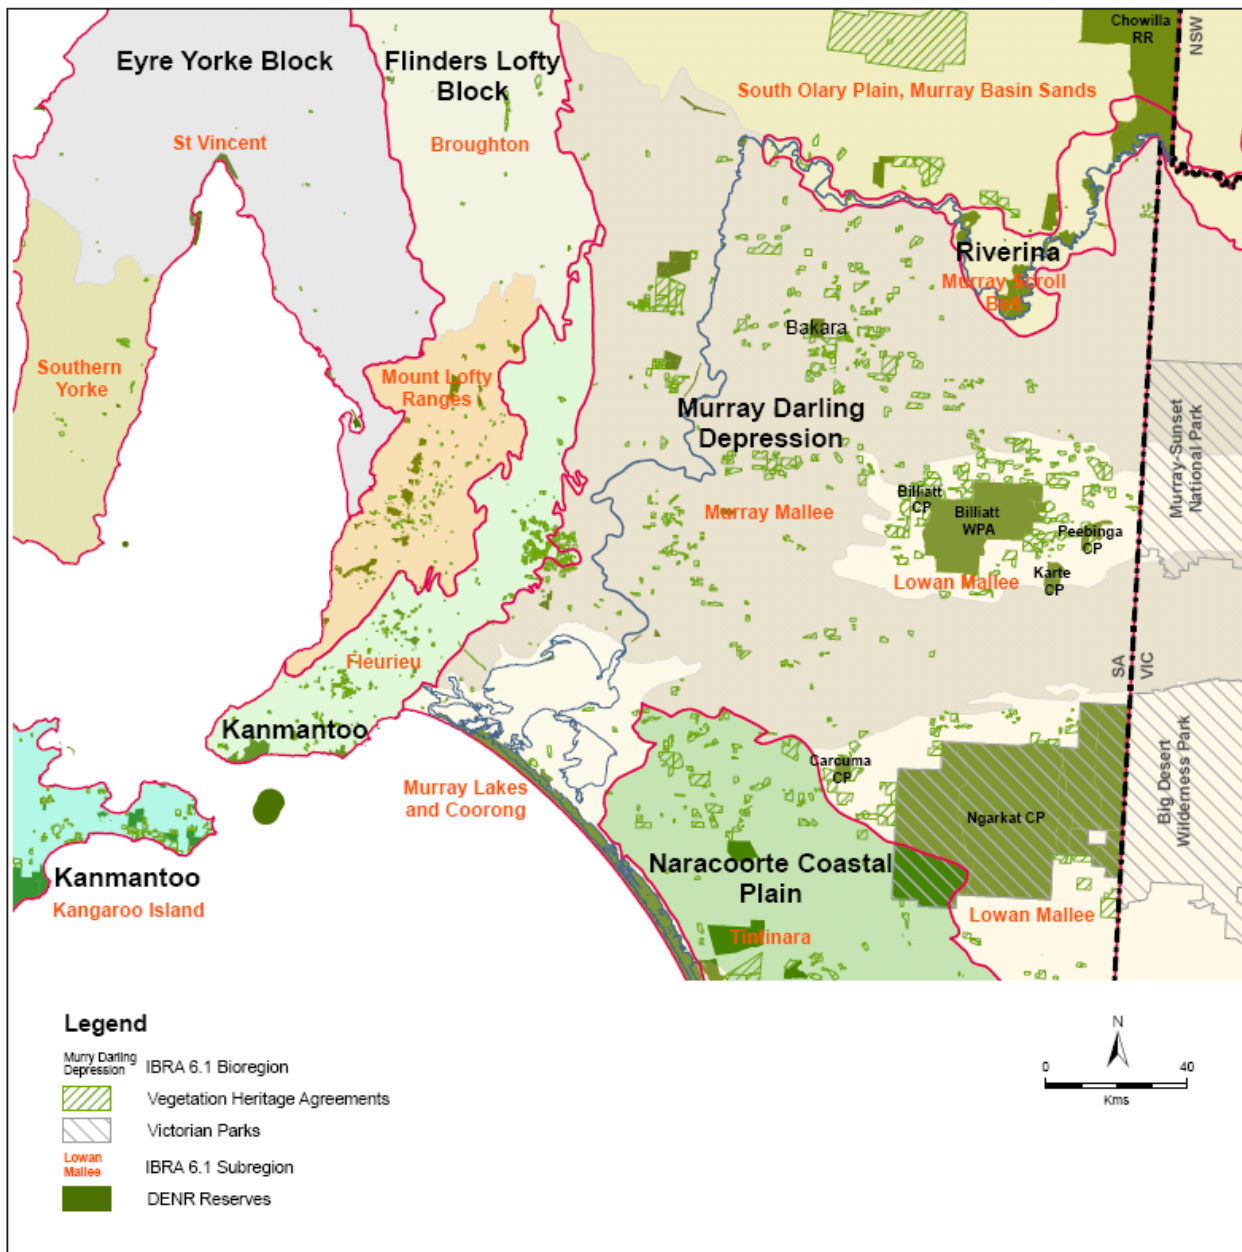 Chowilla
RR
NSW
Eyre Yorke Block
Flinders Lofty
Block
South Olary Plain, Murray Basin Sands
St Vincent
Broughton
Riverina
Murray Scroll
Belt
Bakara
Southern
Yorke
Mount Lofty
Ranges
Murray Darling
Depression
Murray-Sunset
National Park
Billiatt
CP
Billiatt
WPA
Murray Mallee
Peebinga
CP
Lowan Mallee
Karte
CP
Fleurieu
SA
VIC
Kanmantoo
Carcuma
CP
Big Desert
Wilderness Park
Murray Lakes
and Coorong
Ngarkat CP
Naracoorte Coastal
Plain
Kanmantoo
Kangaroo Island
Lowan Mallee
Tintinara
Legend
Murry Darling
Depression
IBRA 6.1 Bioregion
Vegetation Heritage Agreements
Victorian Parks
Lowan
Mallee
IBRA 6.1 Subregion
DENR Reserves
N
0
40
Kms